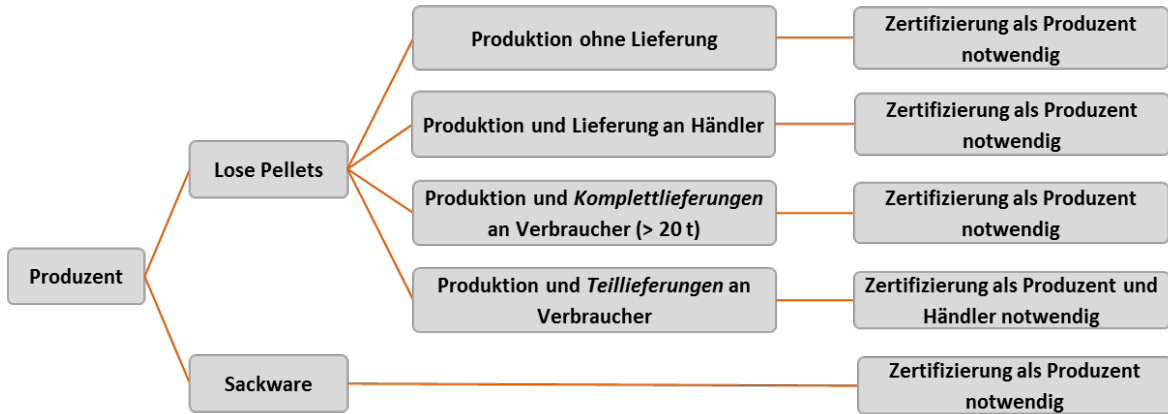 Produktion ohne Lieferung
Zertifizierung als Produzent
notwendig
Produktion und Lieferung an Händler
Zertifizierung als Produzent
notwendig
Lose Pellets
Produktion und Komplettlieferungen
an Verbraucher (> 20 t)
Zertifizierung als Produzent
notwendig
Produzent
Produktion und Teillieferungen an
Verbraucher
Zertifizierung als Produzent und
Händler notwendig
Sackware
Zertifizierung als Produzent
notwendig